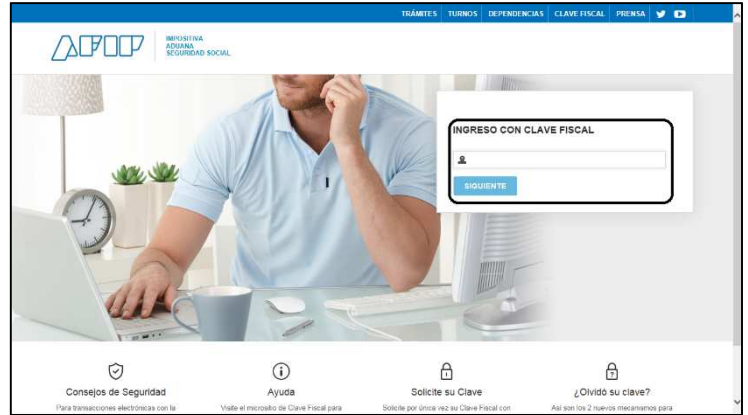 TRÁMITES TURNOS DEPENDENCIAS CLAVE FISCAL PRENSA
AFIP
IMPOSITIVA
ADUANA
SEGURIDAD SOCIAL
INGRESO CON CLAVE FISCAL
SIGUIENTE
Consejos de Seguridad
Para transacciones electrónicas con la
Ayuda
Visite el micrositio de Clave Fiscal para
Solicite su Clave
Solicite por única vez su Clave Fiscal con
¿Olvidó su clave?
Así son los 2 nuevos mecanismos para